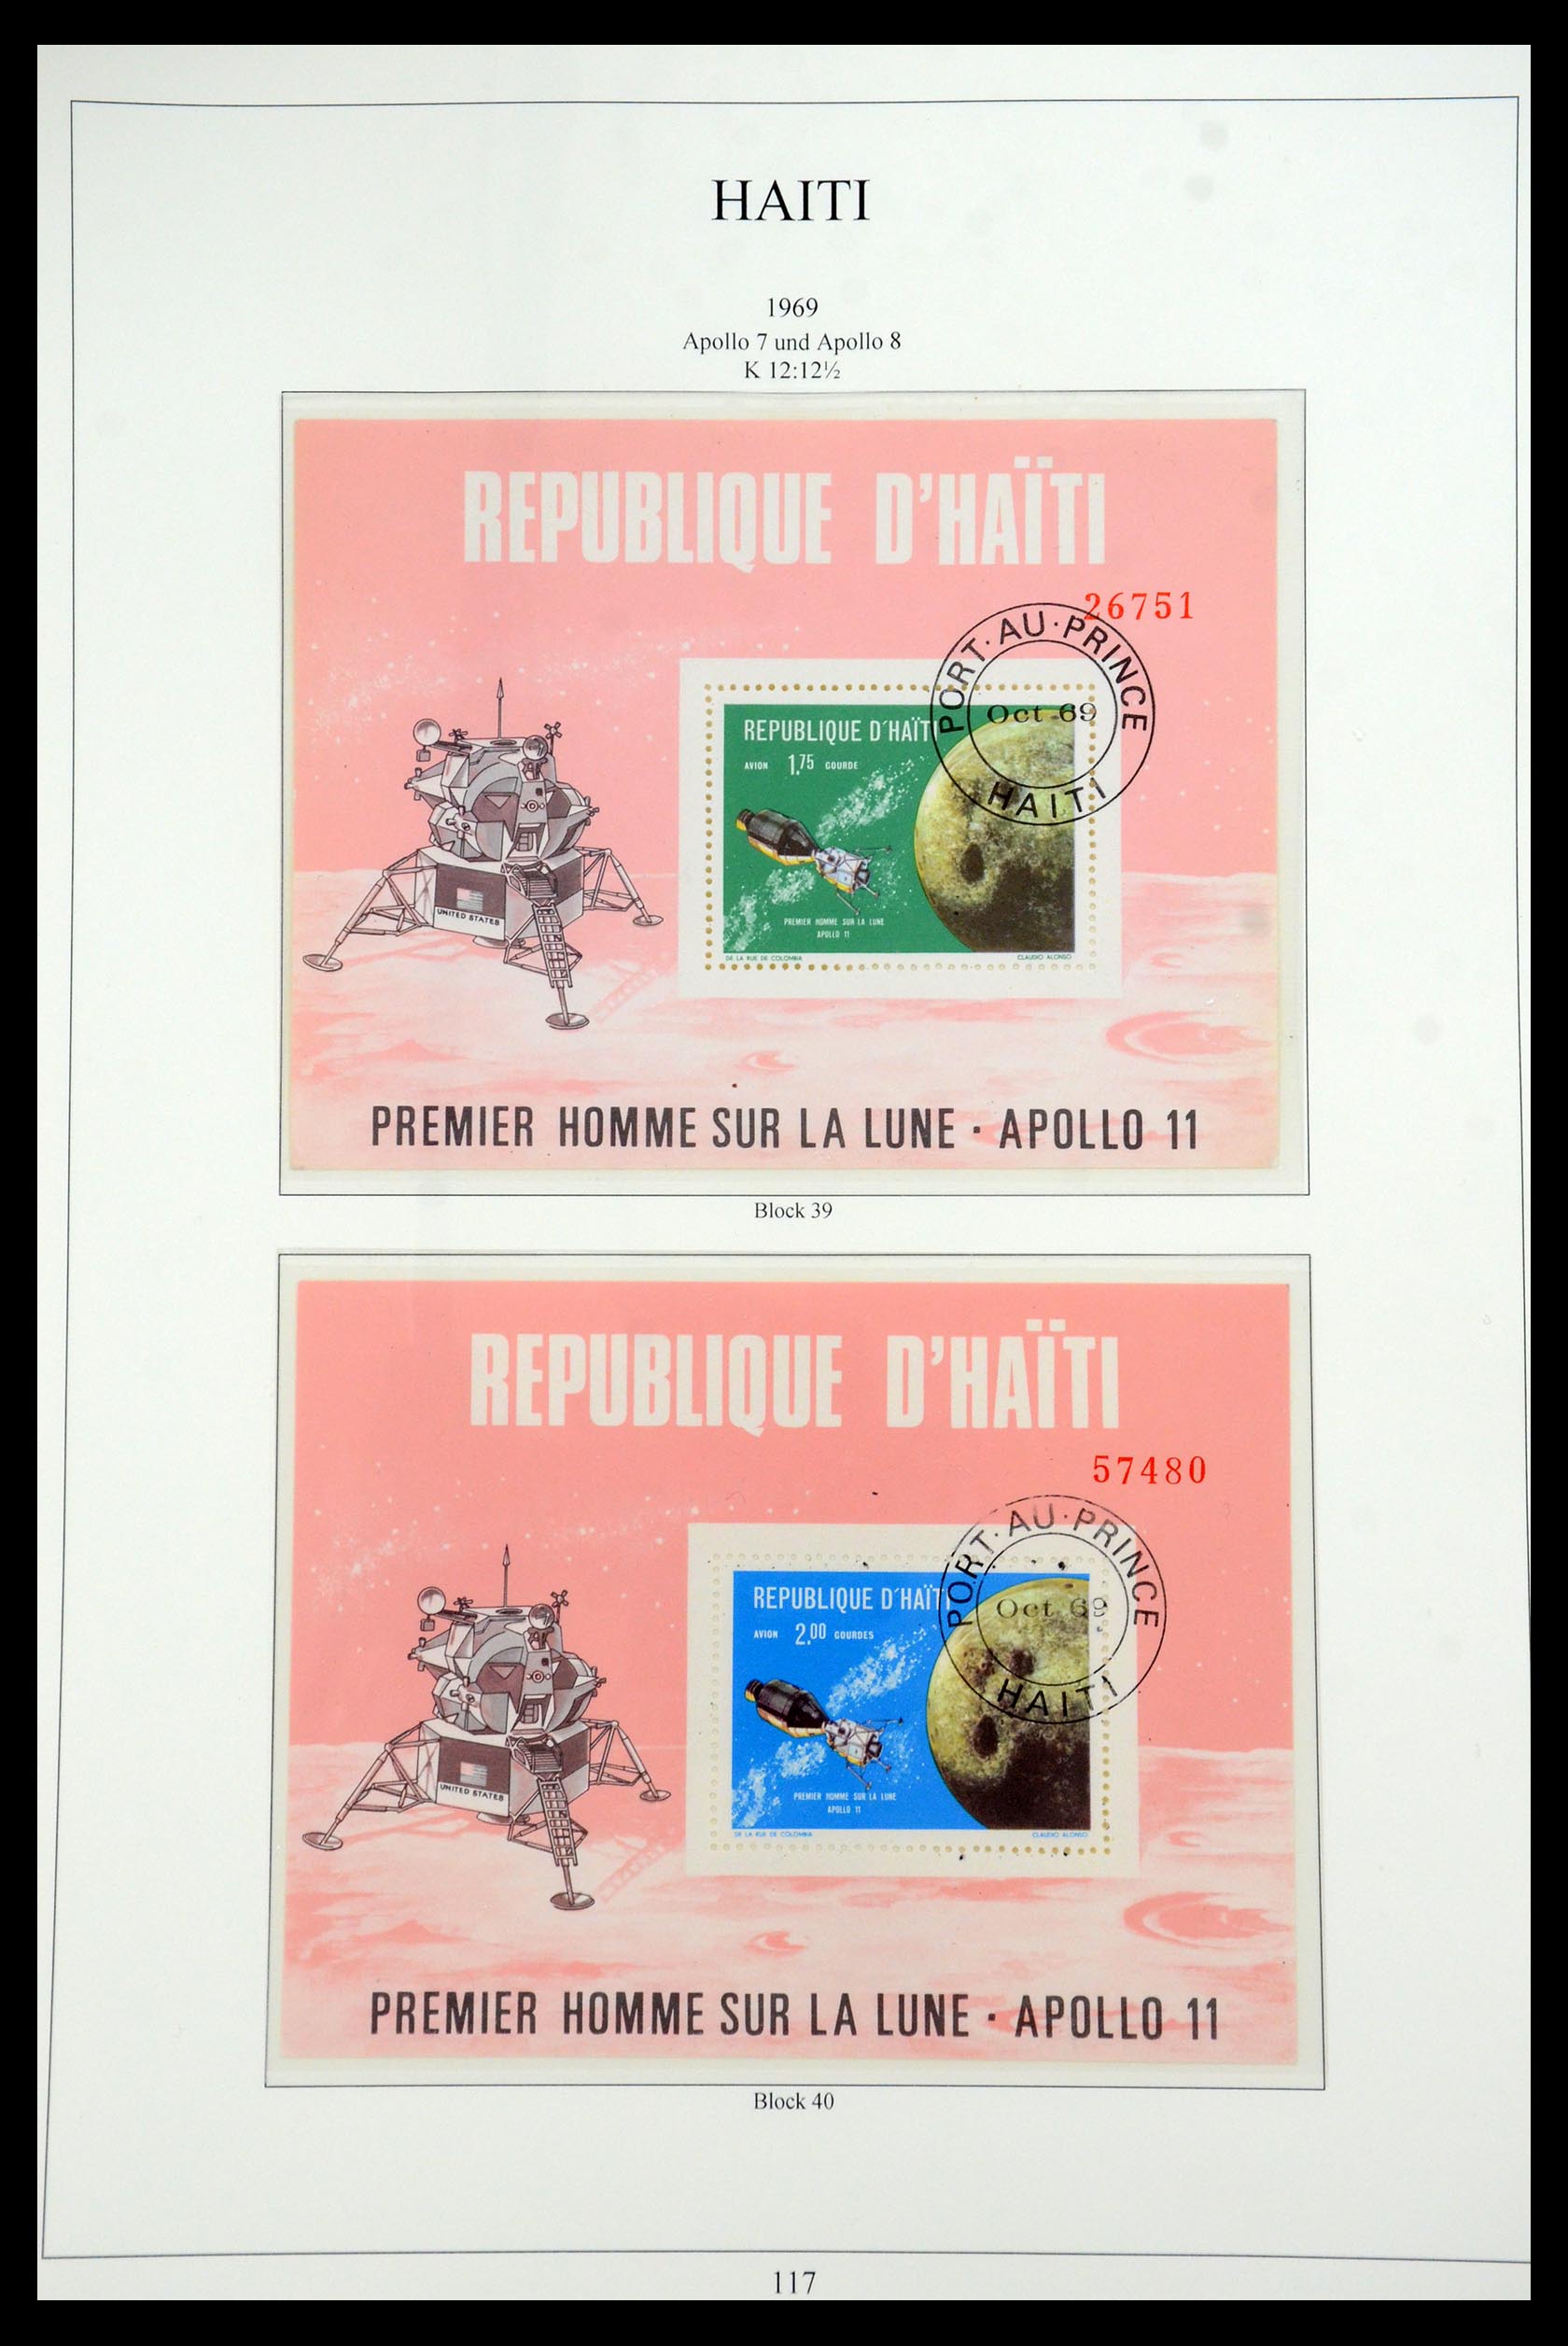 HAITI
1969
Apollo 7 und Apollo 8
K 12:12½
REPUBLIQUE D'HAÏTI
26751
PORT·AU·PRINCE
Oct 69
HAITI
REPUBLIQUE D'HAÏTI
AVION 1.75 GOURDE
UNITED STATES
PREMIER HOMME SUR LA LUNE
APOLLO 11
DE LA RUE DE COLOMBIA CLAUDIO ALONSO
PREMIER HOMME SUR LA LUNE · APOLLO 11
Block 39
REPUBLIQUE D'HAÏTI
57480
PORT·AU·PRINCE
Oct 69
HAITI
REPUBLIQUE D'HAÏTI
AVION 2.00 GOURDES
UNITED STATES
PREMIER HOMME SUR LA LUNE
APOLLO 11
DE LA RUE DE COLOMBIA CLAUDIO ALONSO
PREMIER HOMME SUR LA LUNE · APOLLO 11
Block 40
117